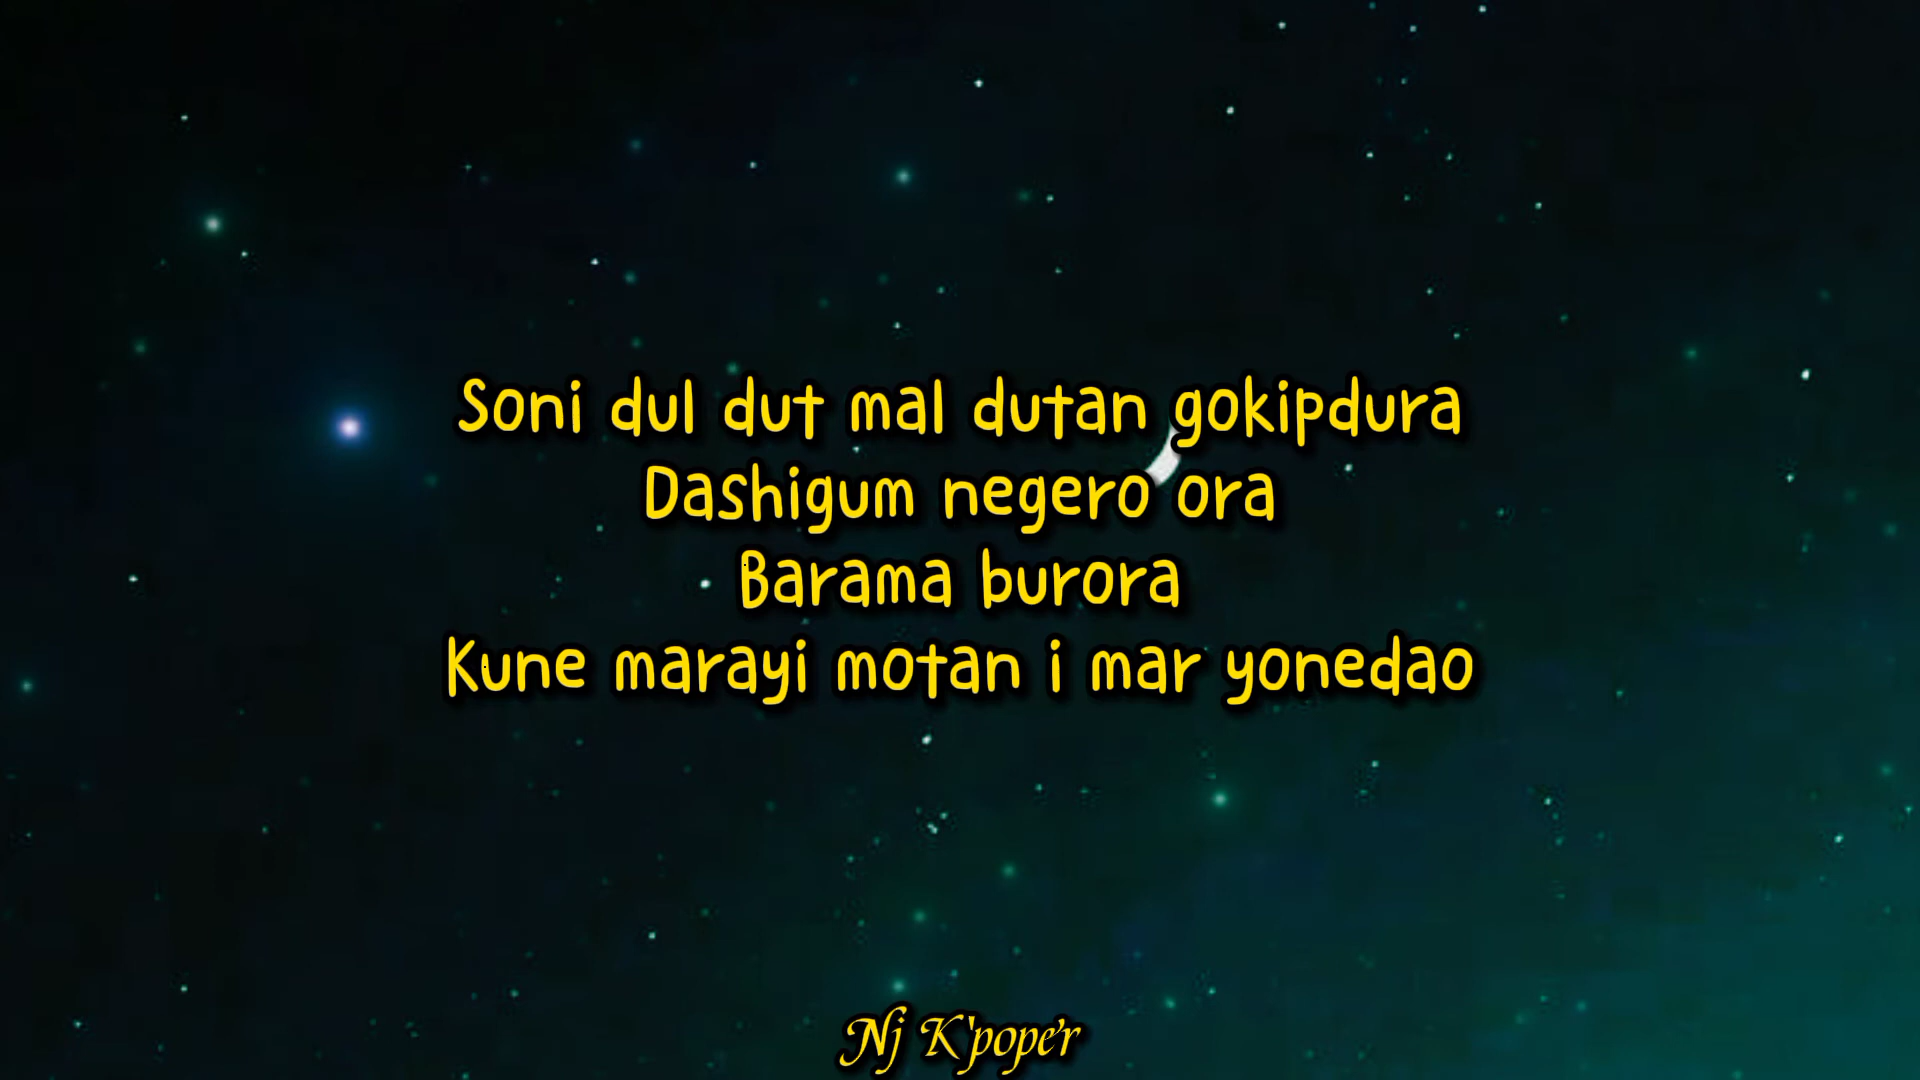 Soni dul dut mal dutan gokipdura
Dashigum negero ora
Barama burora
Kune marayi motan i mar yonedao
Nj K'pope'r